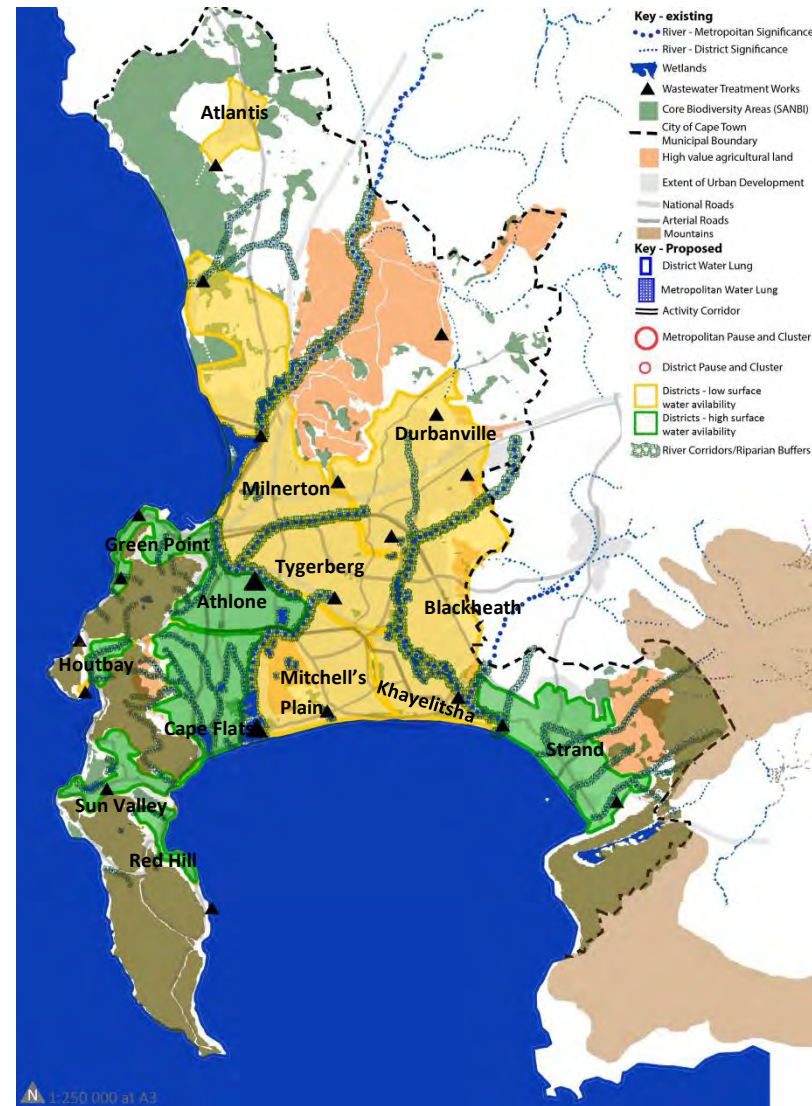 Key - existing
River - Metropoitan Significance
River - District Significance
Wetlands
Wastewater Treatment Works
Core Biodiversity Areas (SANBI)
City of Cape Town
Municipal Boundary
High value agricultural land
Extent of Urban Development
National Roads
Arterial Roads
Mountains
Key - Proposed
District Water Lung
Metropolitan Water Lung
Activity Corridor
Metropolitan Pause and Cluster
District Pause and Cluster
Districts - low surface
water avilability
Districts - high surface
water avilability
River Corridors/Riparian Buffers
Atlantis
Durbanville
Milnerton
Green Point
Tygerberg
Athlone
Blackheath
Houtbay
Mitchell's
Plain
Khayelitsha
Cape Flats
Strand
Sun Valley
Red Hill
N 1:250 000 at A3